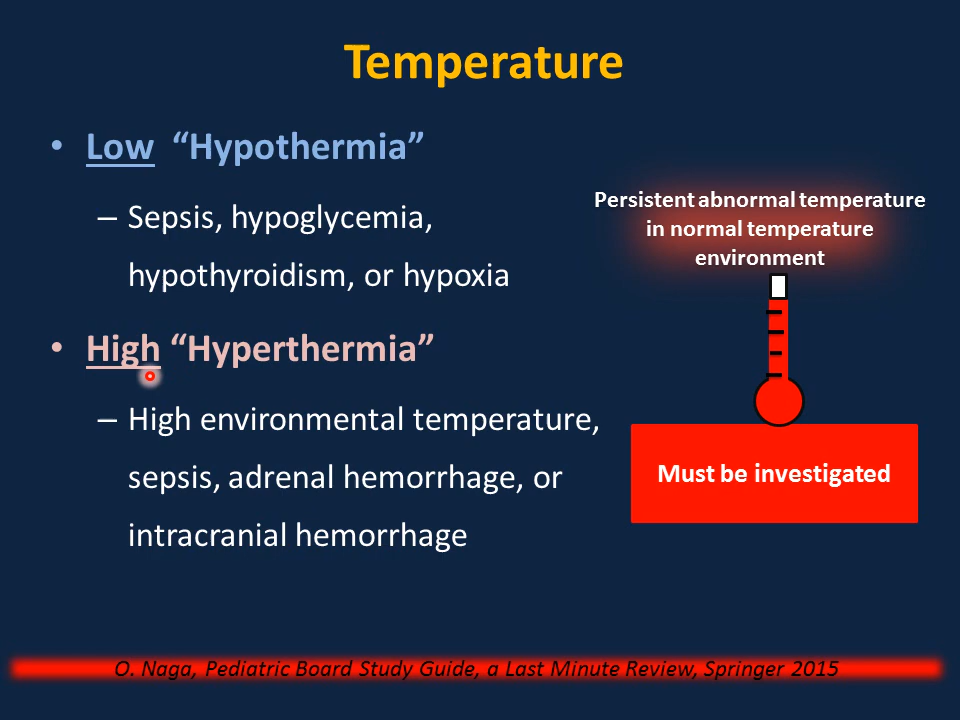 Temperature
• Low “Hypothermia”
– Sepsis, hypoglycemia,
hypothyroidism, or hypoxia
• High “Hyperthermia”
– High environmental temperature,
sepsis, adrenal hemorrhage, or
intracranial hemorrhage
Persistent abnormal temperature
in normal temperature
environment
Must be investigated
O. Naga, Pediatric Board Study Guide, a Last Minute Review, Springer 2015